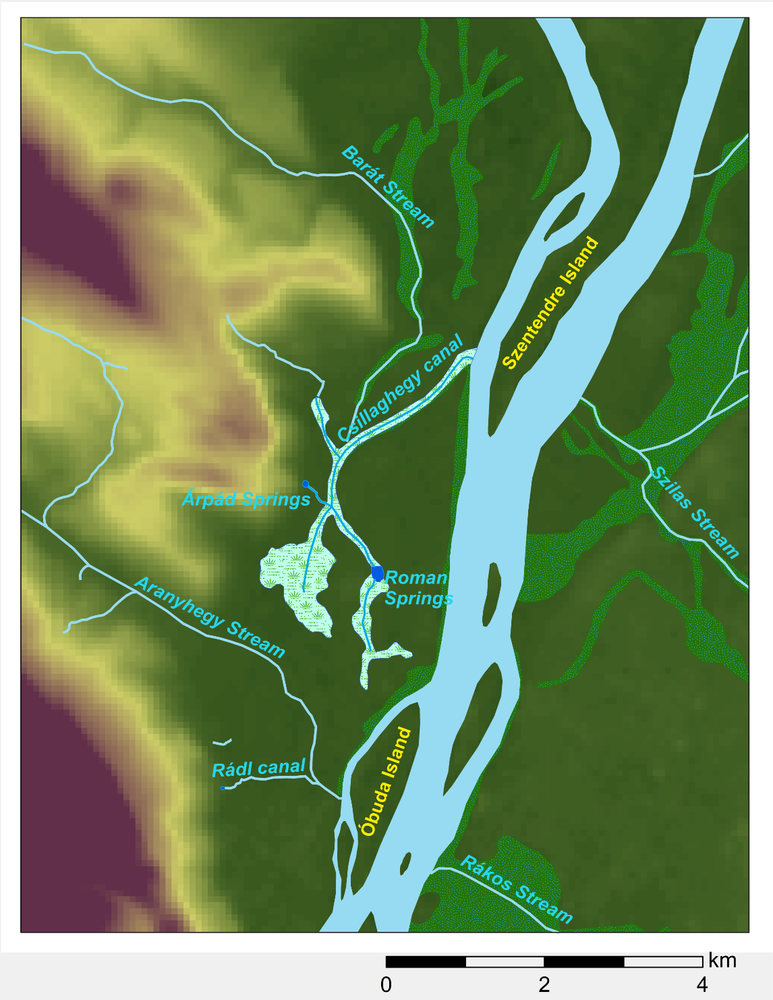 Barát Stream
Szentendre Island
Csillaghegy canal
Árpád Springs
Szilas Stream
Roman
Springs
Aranyhegy Stream
Rádl canal
Óbuda Island
Rákos Stream
km
0 2 4